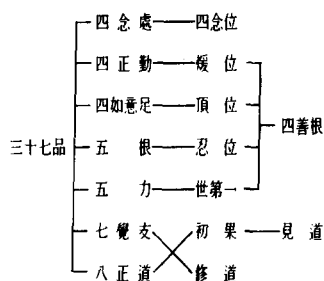 四念處 四念位
四正勤 煖位
四如意足 頂位
四善根
三十七品 五根 忍位
五力 世第一
七覺支 初果 見道
八正道 修道